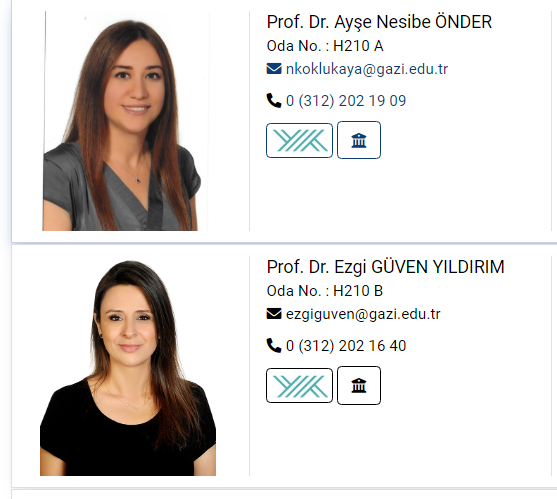 Prof. Dr. Ayşe Nesibe ÖNDER
Oda No. : H210 A
nkoklukaya@gazi.edu.tr
0 (312) 202 19 09
Prof. Dr. Ezgi GÜVEN YILDIRIM
Oda No. : H210 B
ezgiguven@gazi.edu.tr
0 (312) 202 16 40